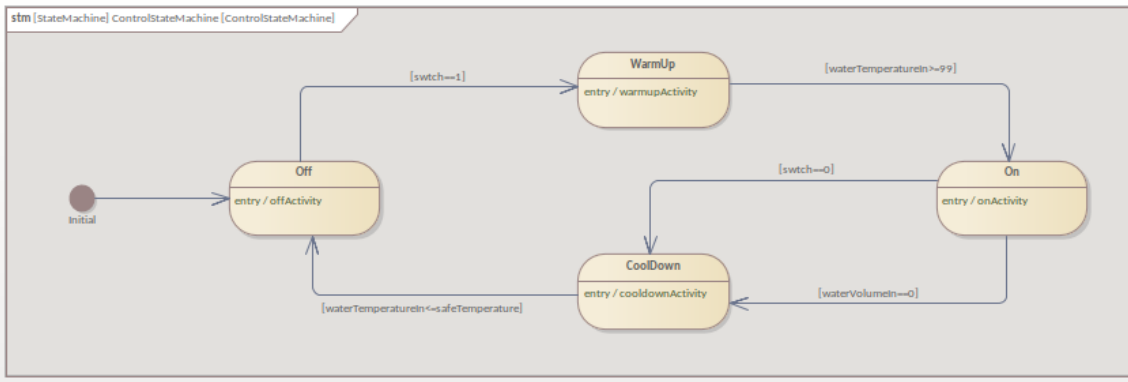 stm [StateMachine] ControlStateMachine [ControlStateMachine]
WarmUp
entry / warmupActivity
[swtch==1]
[waterTemperatureIn>=99]
Off
entry / offActivity
Initial
[swtch==0]
On
entry / onActivity
CoolDown
entry / cooldownActivity
[waterVolumeIn==0]
[waterTemperatureIn<=safeTemperature]